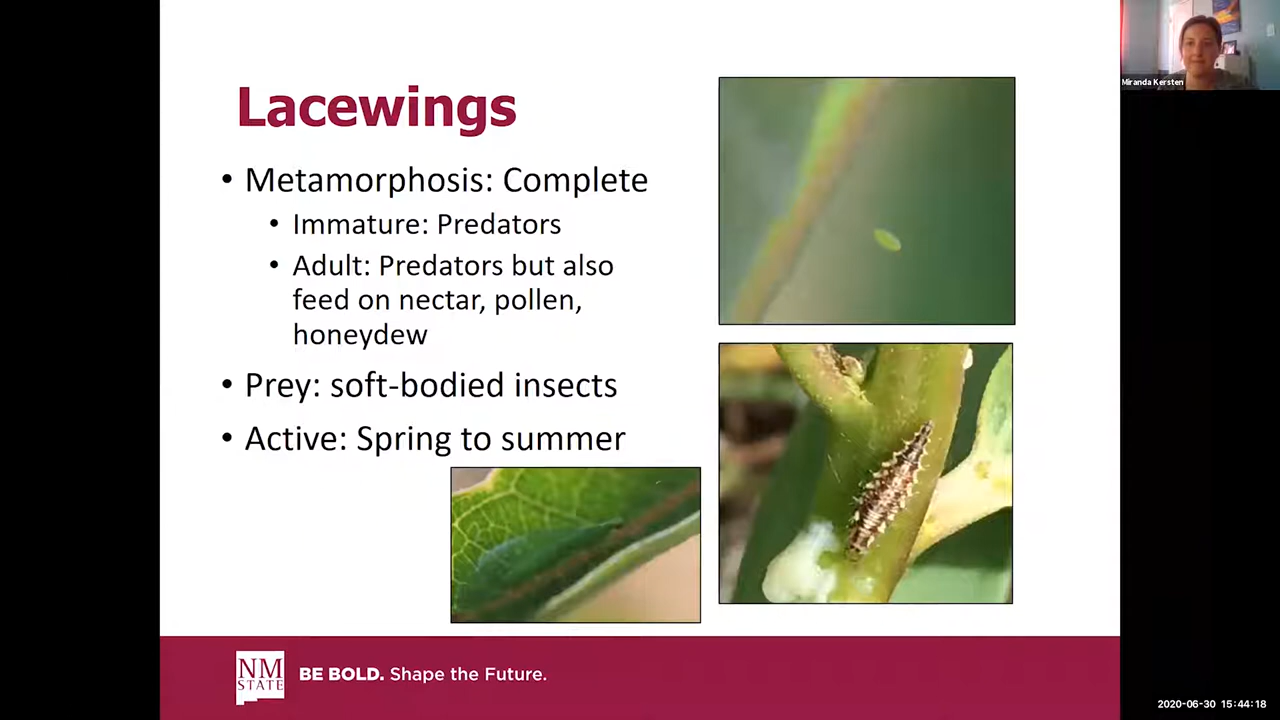 Lacewings
• Metamorphosis: Complete
• Immature: Predators
• Adult: Predators but also
feed on nectar, pollen,
honeydew
• Prey: soft-bodied insects
• Active: Spring to summer
NM
STATE
BE BOLD. Shape the Future.
Miranda Kersten
2020-06-30 15:44:18